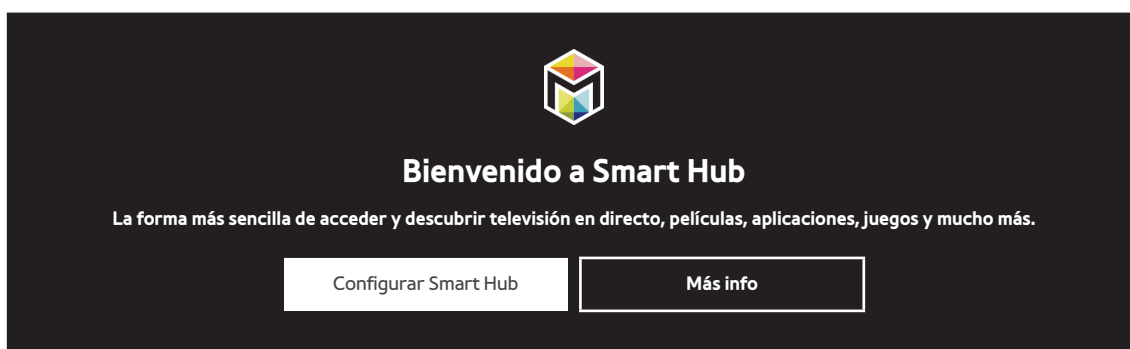 Bienvenido a Smart Hub
La forma más sencilla de acceder y descubrir televisión en directo, películas, aplicaciones, juegos y mucho más.
Configurar Smart Hub
Más info